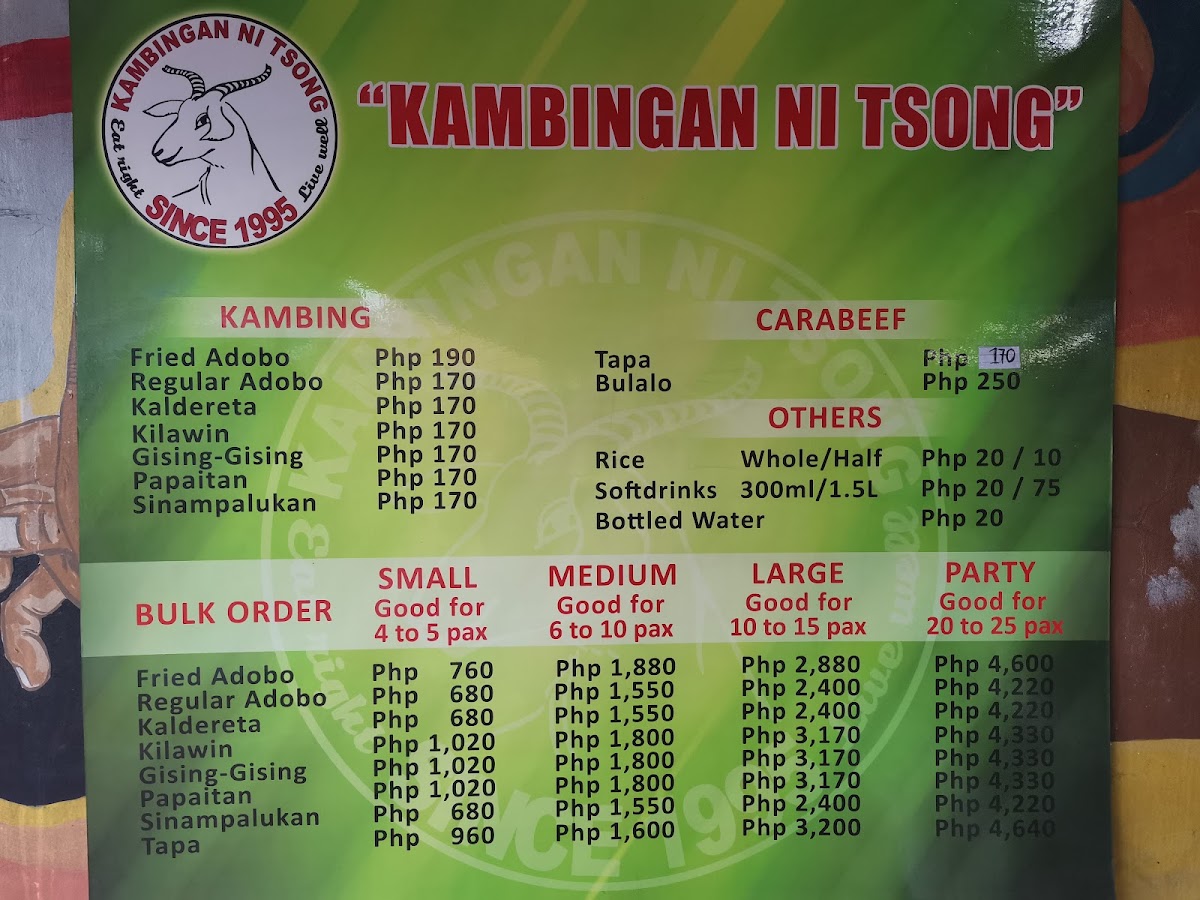 KAMBINGAN NI TSONG
Eat right
Live well
SINCE 1995
"KAMBINGAN NI TSONG"
KAMBING
Fried Adobo Php 190
Regular Adobo Php 170
Kaldereta Php 170
Kilawin Php 170
Gising-Gising Php 170
Papaitan Php 170
Sinampalukan Php 170
CARABEEF
Tapa Php 170
Bulalo Php 250
OTHERS
Rice Whole/Half Php 20 / 10
Softdrinks 300ml/1.5L Php 20 / 75
Bottled Water Php 20
BULK ORDER
SMALL
Good for
4 to 5 pax
MEDIUM
Good for
6 to 10 pax
LARGE
Good for
10 to 15 pax
PARTY
Good for
20 to 25 pax
Fried Adobo Php 760 Php 1,880 Php 2,880 Php 4,600
Regular Adobo Php 680 Php 1,550 Php 2,400 Php 4,220
Kaldereta Php 680 Php 1,550 Php 2,400 Php 4,220
Kilawin Php 1,020 Php 1,800 Php 3,170 Php 4,330
Gising-Gising Php 1,020 Php 1,800 Php 3,170 Php 4,330
Papaitan Php 1,020 Php 1,800 Php 3,170 Php 4,330
Sinampalukan Php 680 Php 1,550 Php 2,400 Php 4,220
Tapa Php 960 Php 1,600 Php 3,200 Php 4,640